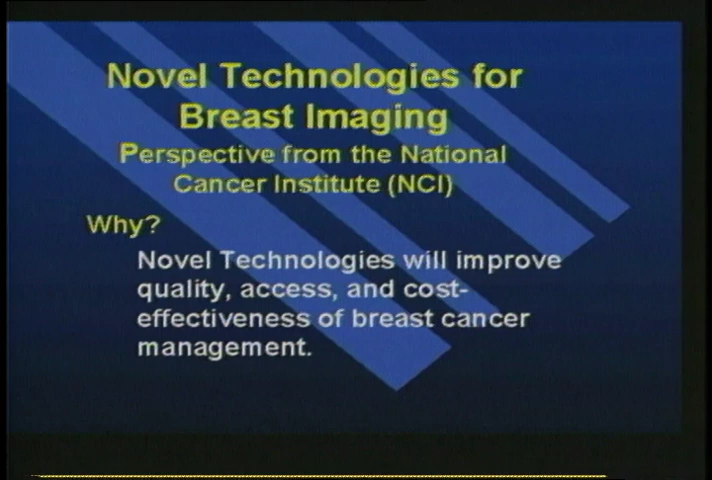 Novel Technologies for
Breast Imaging
Perspective from the National
Cancer Institute (NCI)
Why?
Novel Technologies will improve
quality, access, and cost-
effectiveness of breast cancer
management.